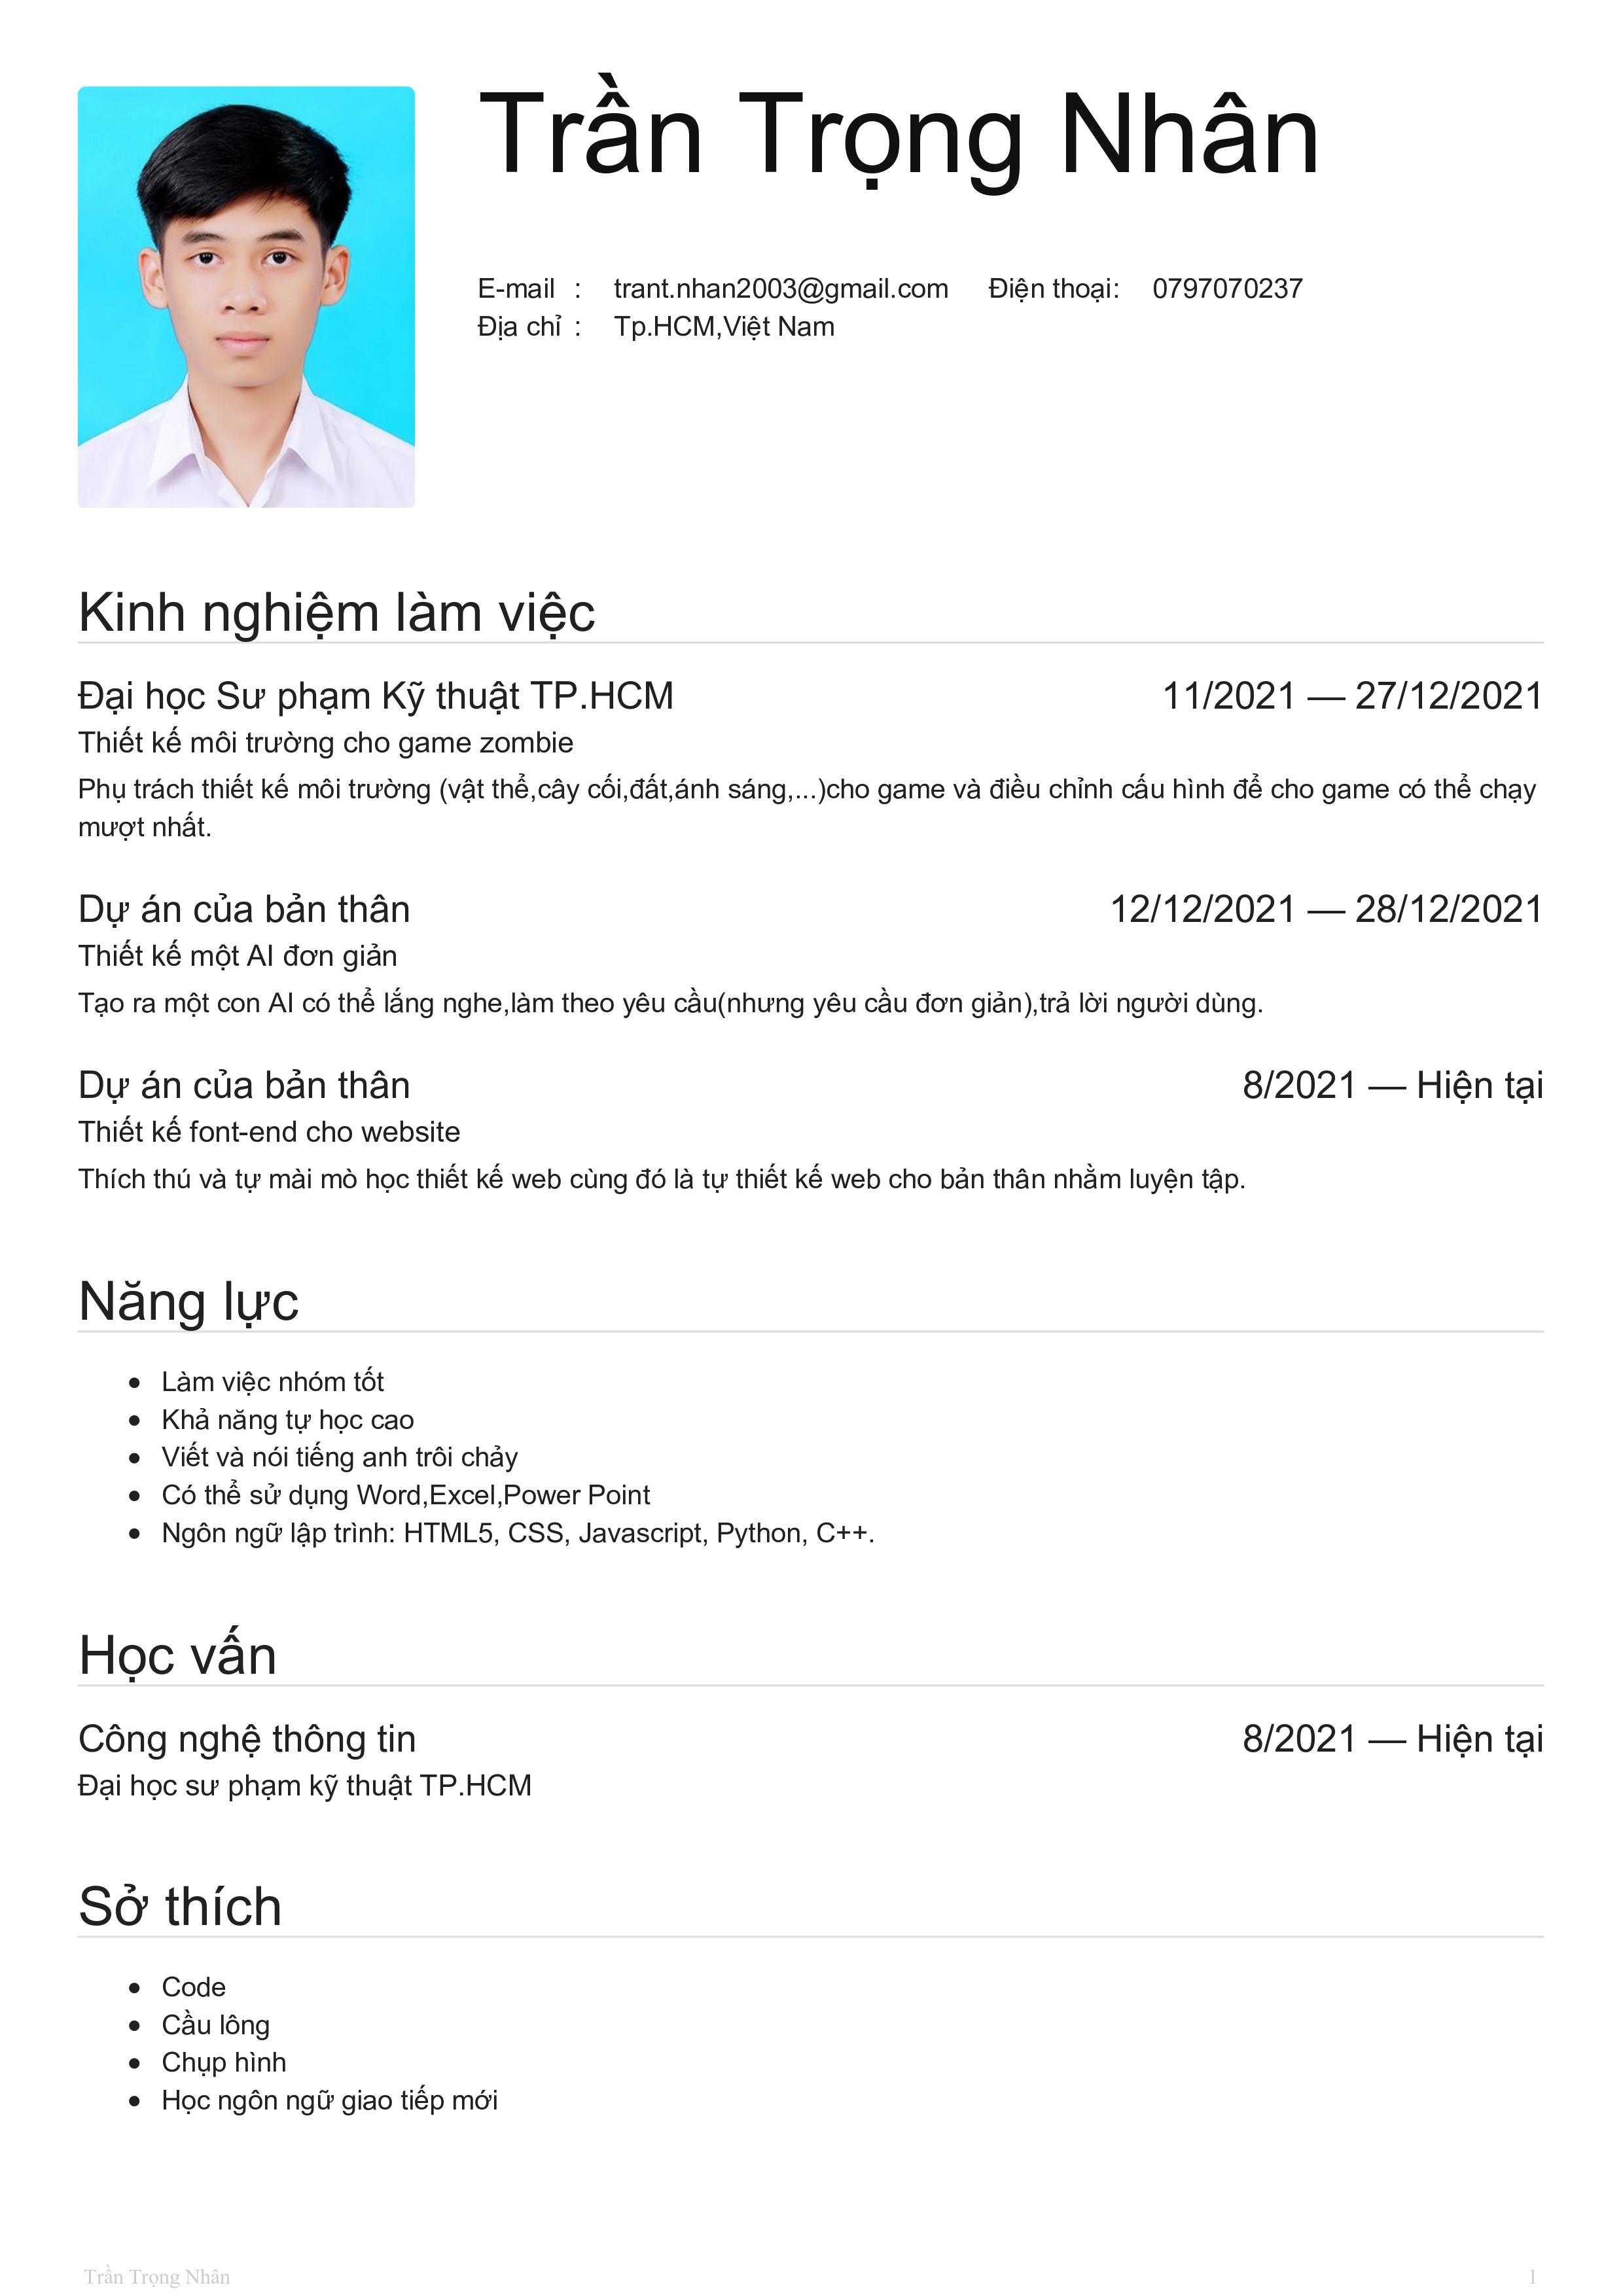 Trần Trọng Nhân
E-mail : trant.nhan2003@gmail.com Điện thoại: 0797070237
Địa chỉ : Tp.HCM,Việt Nam
Kinh nghiệm làm việc
Đại học Sư phạm Kỹ thuật TP.HCM 11/2021 — 27/12/2021
Thiết kế môi trường cho game zombie
Phụ trách thiết kế môi trường (vật thể,cây cối,đất,ánh sáng,...)cho game và điều chỉnh cấu hình để cho game có thể chạy
mượt nhất.
Dự án của bản thân 12/12/2021 — 28/12/2021
Thiết kế một AI đơn giản
Tạo ra một con AI có thể lắng nghe,làm theo yêu cầu(nhưng yêu cầu đơn giản),trả lời người dùng.
Dự án của bản thân 8/2021 — Hiện tại
Thiết kế font-end cho website
Thích thú và tự mài mò học thiết kế web cùng đó là tự thiết kế web cho bản thân nhằm luyện tập.
Năng lực
• Làm việc nhóm tốt
• Khả năng tự học cao
• Viết và nói tiếng anh trôi chảy
• Có thể sử dụng Word,Excel,Power Point
• Ngôn ngữ lập trình: HTML5, CSS, Javascript, Python, C++.
Học vấn
Công nghệ thông tin 8/2021 — Hiện tại
Đại học sư phạm kỹ thuật TP.HCM
Sở thích
• Code
• Cầu lông
• Chụp hình
• Học ngôn ngữ giao tiếp mới
Trần Trọng Nhân 1